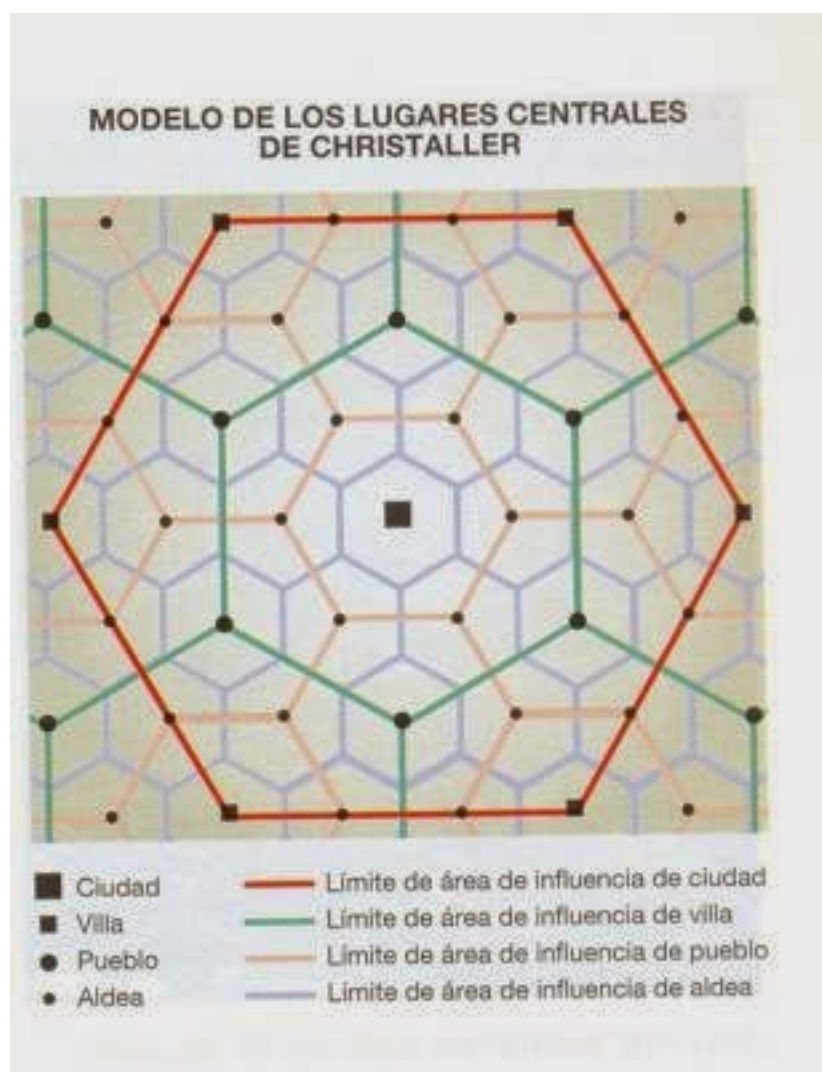 MODELO DE LOS LUGARES CENTRALES
DE CHRISTALLER
Ciudad
Villa
Pueblo
Aldea
Límite de área de influencia de ciudad
Límite de área de influencia de villa
Límite de área de influencia de pueblo
Límite de área de influencia de aldea